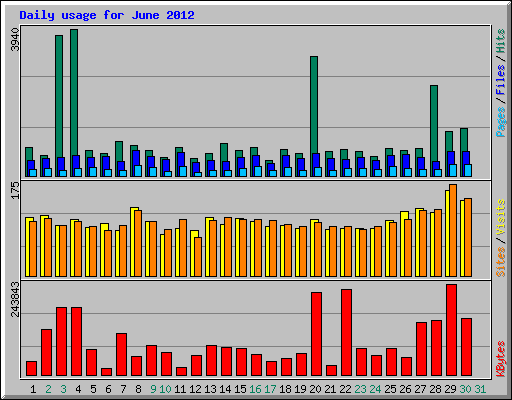 Daily usage for June 2012
3940
Pages / Files / Hits
175
Sites / Visits
243843
KBytes
1 2 3 4 5 6 7 8 9 10 11 12 13 14 15 16 17 18 19 20 21 22 23 24 25 26 27 28 29 30 31